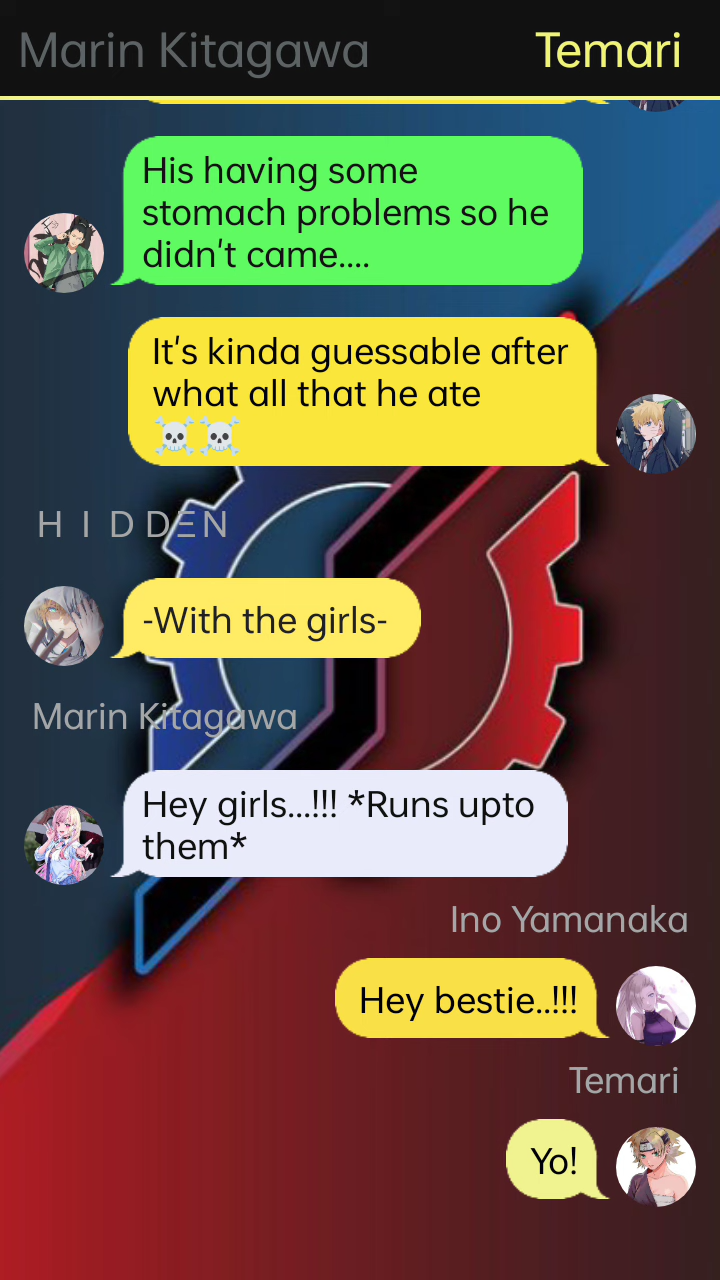 Marin Kitagawa Temari
His having some
stomach problems so he
didn't came....
It's kinda guessable after
what all that he ate
☠️☠️
H I D DΞN
-With the girls-
Marin Kitagawa
Hey girls...!!! *Runs upto
them*
Ino Yamanaka
Hey bestie..!!!
Temari
Yo!